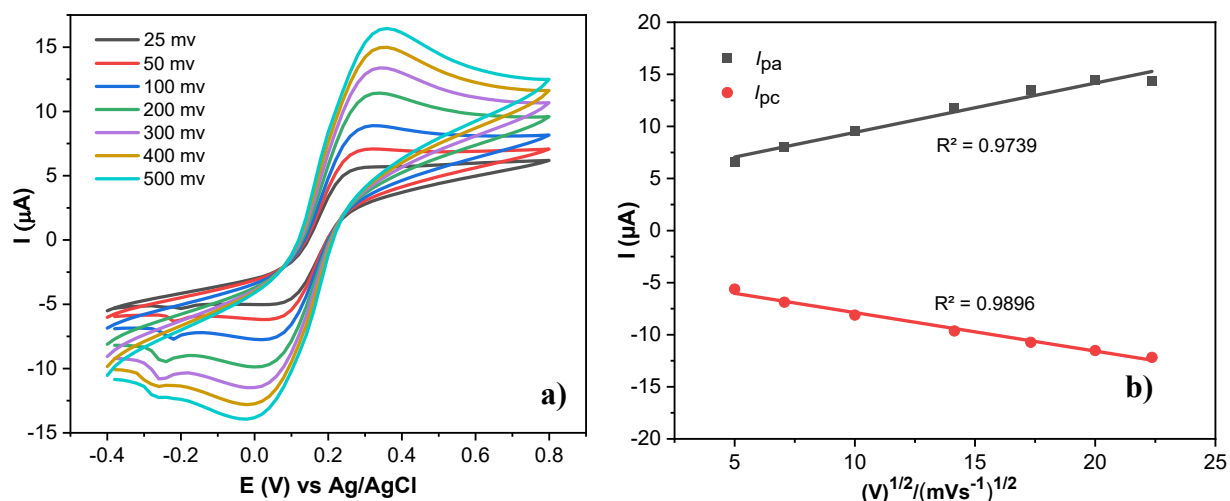 25 mv
50 mv
100 mv
200 mv
300 mv
400 mv
500 mv
15
10
5
0
-5
-10
-15
I (µA)
-0.4 -0.2 0.0 0.2 0.4 0.6 0.8
E (V) vs Ag/AgCl
a)
20
15
10
5
0
-5
-10
-15
-20
I (µA)
Ipa
Ipc
R² = 0.9739
R² = 0.9896
b)
5 10 15 20 25
(V)^1/2/(mVs^-1)^1/2